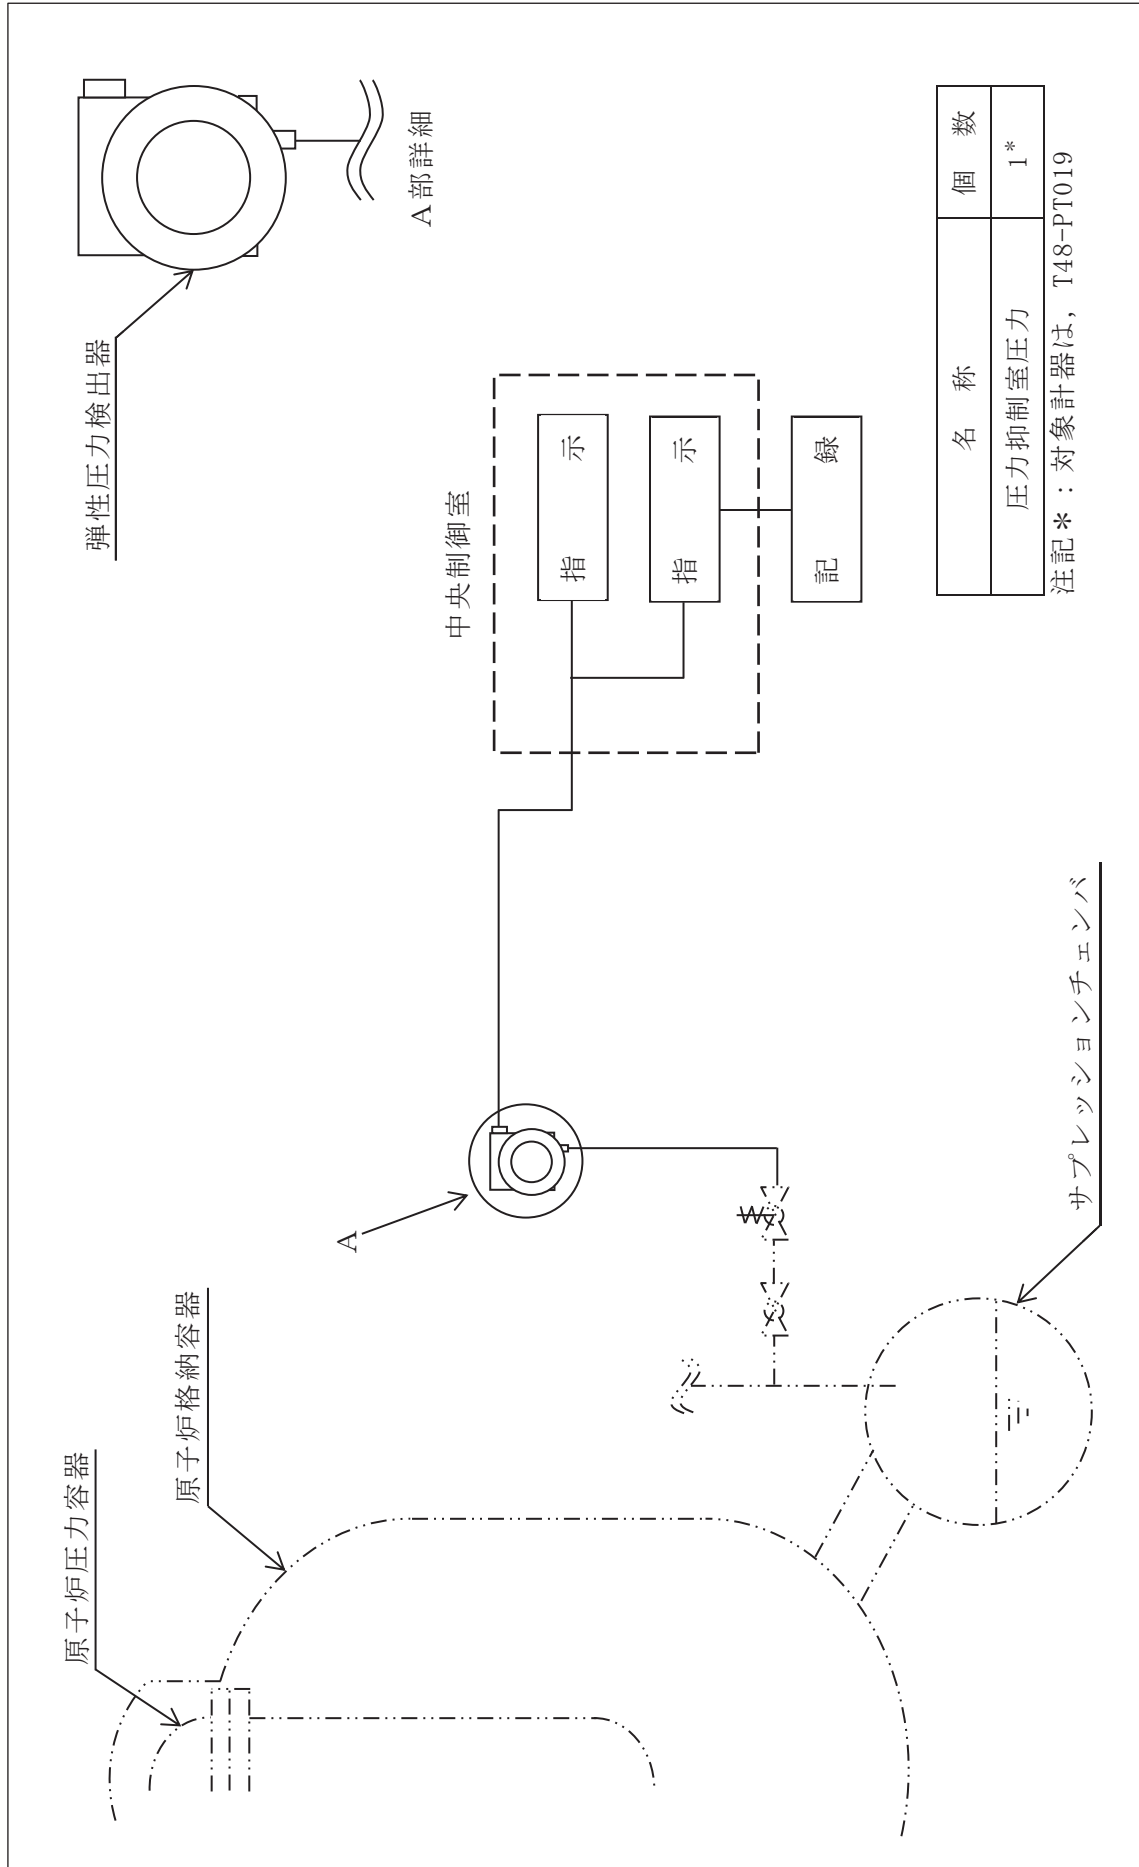 原子炉圧力容器
原子炉格納容器
A
サプレッションチェンバ
中央制御室
指　示
指　示
記　録
弾性圧力検出器
A部詳細
名　称　個　数
圧力抑制室圧力　1*
注記＊：対象計器は，T48-PT019